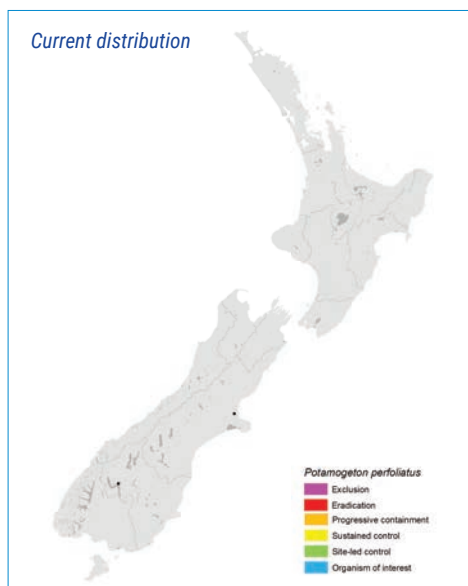 Current distribution
Potamogeton perfoliatus
Exclusion
Eradication
Progressive containment
Sustained control
Site-led control
Organism of interest